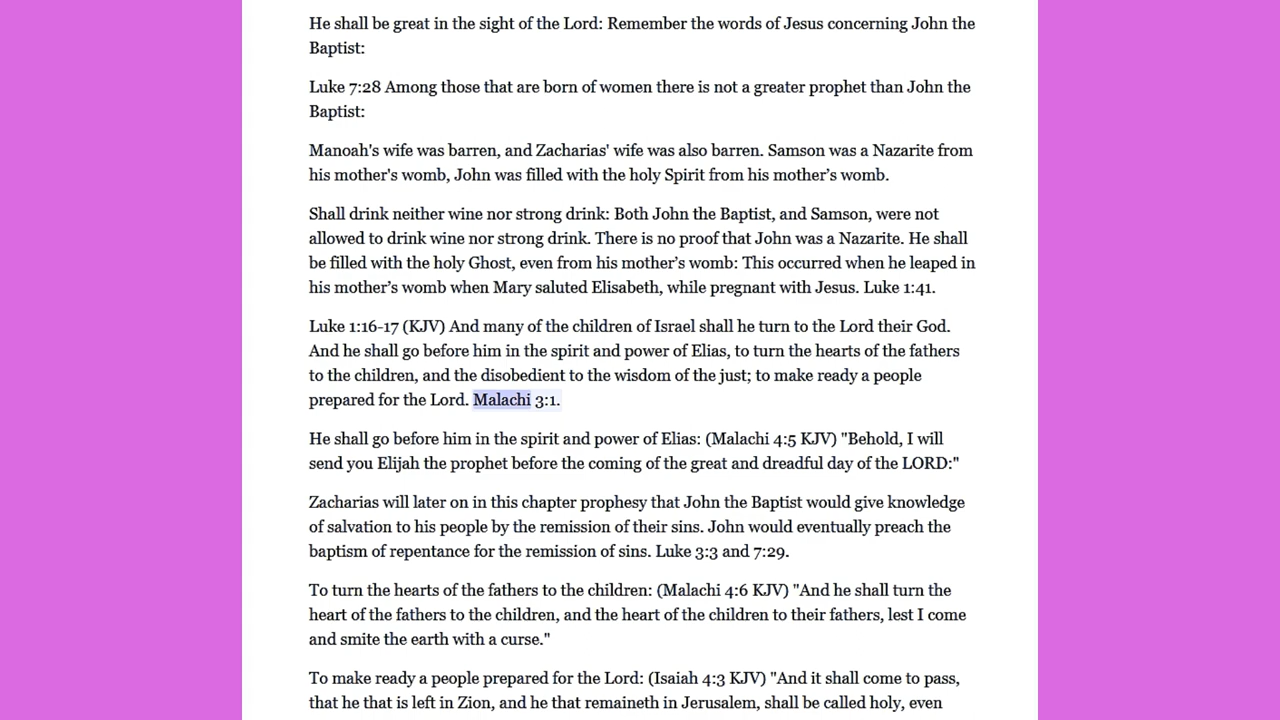 He shall be great in the sight of the Lord: Remember the words of Jesus concerning John the
Baptist:
Luke 7:28 Among those that are born of women there is not a greater prophet than John the
Baptist:
Manoah's wife was barren, and Zacharias' wife was also barren. Samson was a Nazarite from
his mother's womb, John was filled with the holy Spirit from his mother’s womb.
Shall drink neither wine nor strong drink: Both John the Baptist, and Samson, were not
allowed to drink wine nor strong drink. There is no proof that John was a Nazarite. He shall
be filled with the holy Ghost, even from his mother’s womb: This occurred when he leaped in
his mother’s womb when Mary saluted Elisabeth, while pregnant with Jesus. Luke 1:41.
Luke 1:16-17 (KJV) And many of the children of Israel shall he turn to the Lord their God.
And he shall go before him in the spirit and power of Elias, to turn the hearts of the fathers
to the children, and the disobedient to the wisdom of the just; to make ready a people
prepared for the Lord. Malachi 3:1.
He shall go before him in the spirit and power of Elias: (Malachi 4:5 KJV) "Behold, I will
send you Elijah the prophet before the coming of the great and dreadful day of the LORD:"
Zacharias will later on in this chapter prophesy that John the Baptist would give knowledge
of salvation to his people by the remission of their sins. John would eventually preach the
baptism of repentance for the remission of sins. Luke 3:3 and 7:29.
To turn the hearts of the fathers to the children: (Malachi 4:6 KJV) "And he shall turn the
heart of the fathers to the children, and the heart of the children to their fathers, lest I come
and smite the earth with a curse."
To make ready a people prepared for the Lord: (Isaiah 4:3 KJV) "And it shall come to pass,
that he that is left in Zion, and he that remaineth in Jerusalem, shall be called holy, even